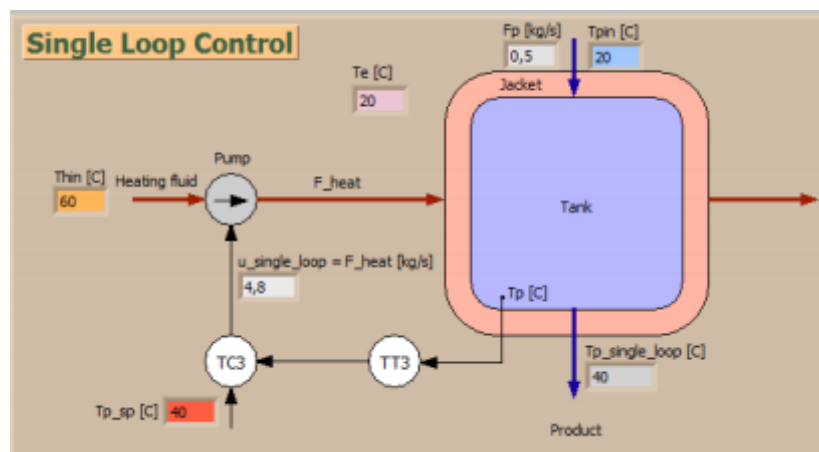 Single Loop Control
Fp [kg/s]
Tpin [C]
0,5
20
Te [C]
20
Jacket
Pump
Thin [C]
Heating fluid
60
F_heat
Tank
u_single_loop = F_heat [kg/s]
4,8
Tp [C]
TC3
TT3
Tp_single_loop [C]
40
Tp_sp [C]
40
Product